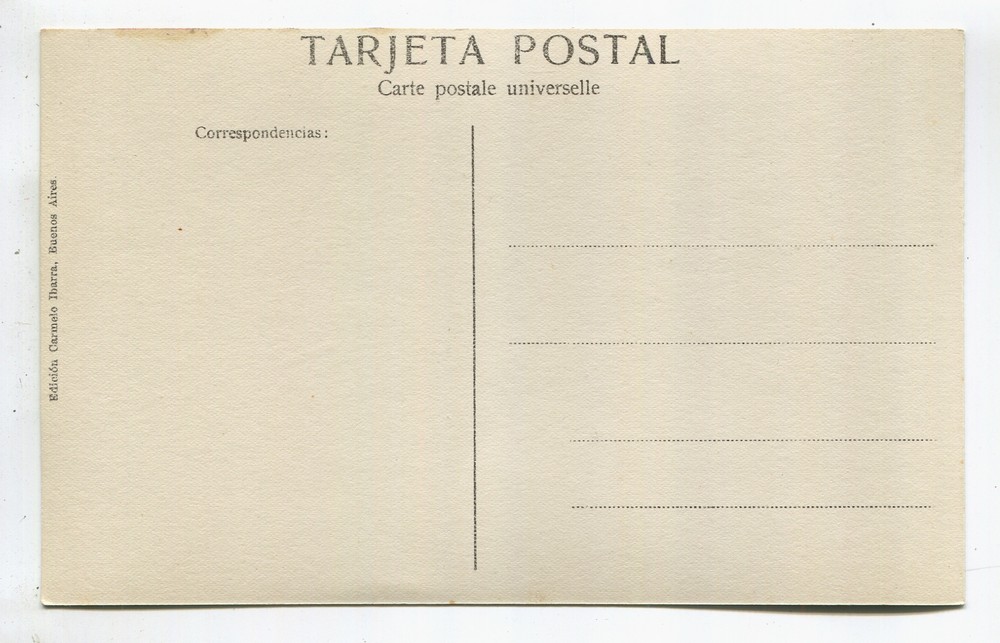 TARJETA POSTAL
Carte postale universelle
Correspondencias:
Edición Carmelo Ibarra, Buenos Aires.